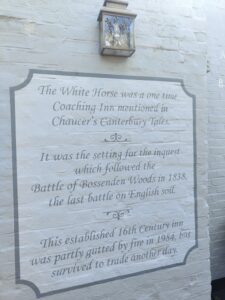 The White Horse was a one time
Coaching Inn mentioned in
Chaucer's Canterbury Tales.
It was the setting for the inquest
which followed the
Battle of Bossenden Woods in 1838,
the last battle on English soil.
This established 16th Century inn
was partly gutted by fire in 1984, but
survived to trade another day.